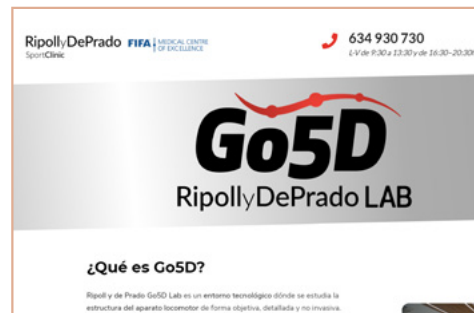 RipollyDePrado
SportClinic
FIFA
MEDICAL CENTRE
OF EXCELLENCE
634 930 730
L-V de 9:30 a 13:30 y de 16:30-20:30h
Go5D
RipollyDePrado LAB
¿Qué es Go5D?
Ripoll y de Prado Go5D Lab es un entorno tecnológico dónde se estudia la
estructura del aparato locomotor de forma objetiva, detallada y no invasiva.